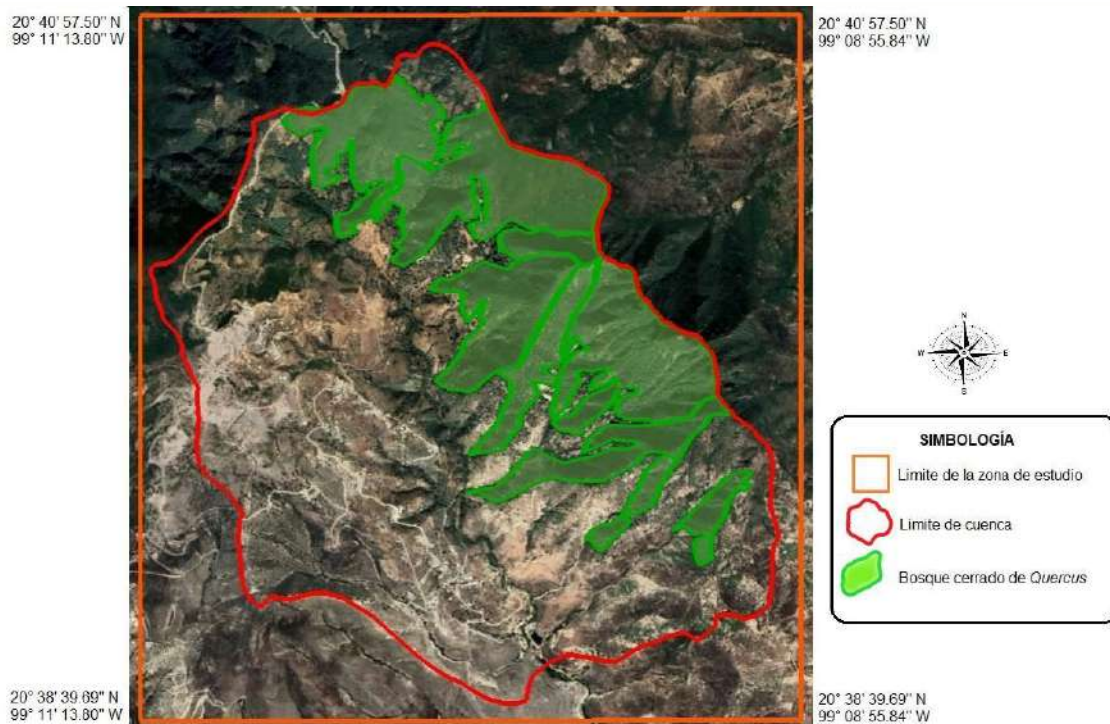 20° 40' 57.50" N
99° 11' 13.80" W
20° 40' 57.50" N
99° 08' 55.84" W
N
W
E
S
SIMBOLOGÍA
Limite de la zona de estudio
Limite de cuenca
Bosque cerrado de Quercus
20° 38' 39.69" N
99° 11' 13.80" W
20° 38' 39.69" N
99° 08' 55.84" W